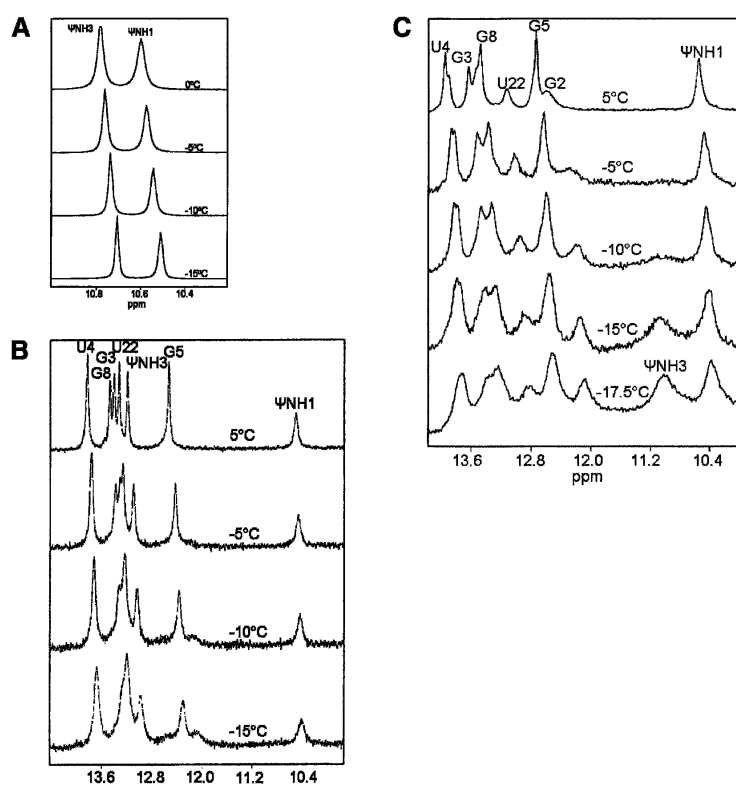 A
ΨNH3 ΨNH1
0°C
-5°C
-10°C
-15°C
10.8 10.6 10.4
ppm
B
U4 U22
G3 ΨNH3 G5
G8
ΨNH1
5°C
-5°C
-10°C
-15°C
13.6 12.8 12.0 11.2 10.4
C
U4 G8 G5
G3
U22 G2
ΨNH1
5°C
-5°C
-10°C
-15°C
ΨNH3
-17.5°C
13.6 12.8 12.0 11.2 10.4
ppm